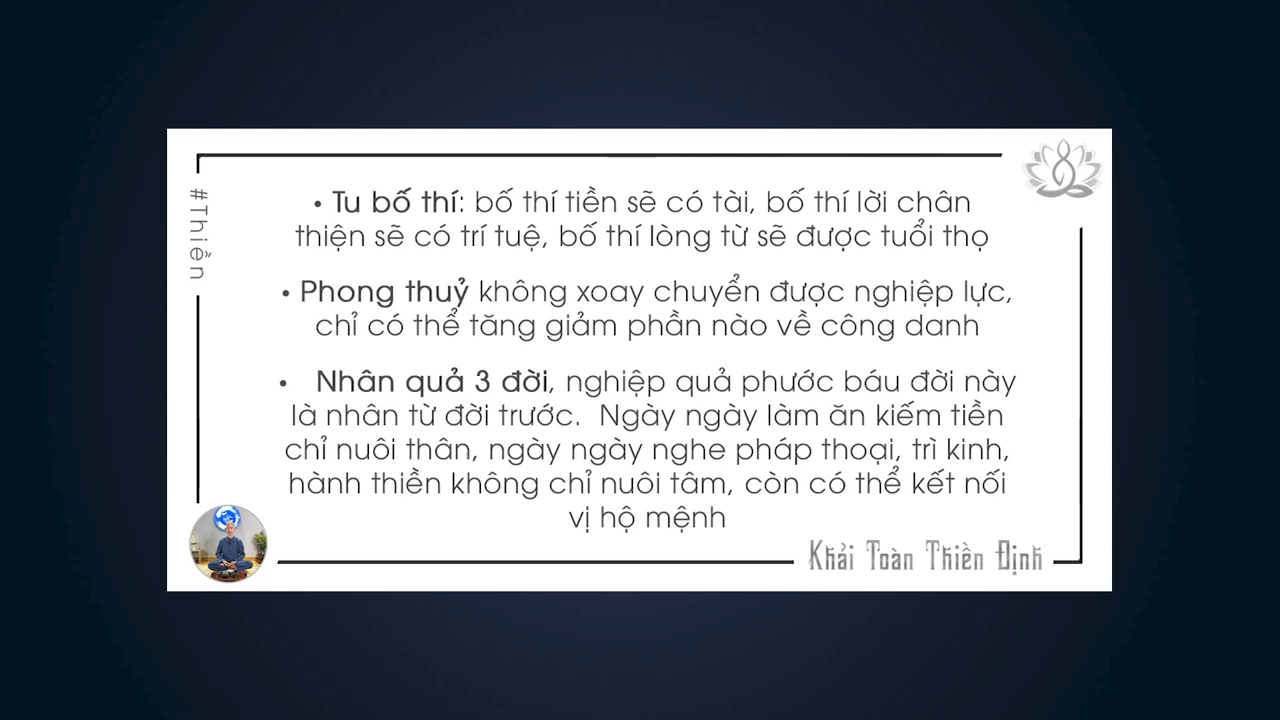 #Thiền
• Tu bố thí: bố thí tiền sẽ có tài, bố thí lời chân
thiện sẽ có trí tuệ, bố thí lòng từ sẽ được tuổi thọ
• Phong thuỷ không xoay chuyển được nghiệp lực,
chỉ có thể tăng giảm phần nào về công danh
• Nhân quả 3 đời, nghiệp quả phước báu đời này
là nhân từ đời trước. Ngày ngày làm ăn kiếm tiền
chỉ nuôi thân, ngày ngày nghe pháp thoại, trì kinh,
hành thiền không chỉ nuôi tâm, còn có thể kết nối
vị hộ mệnh
Khải Toàn Thiền Định